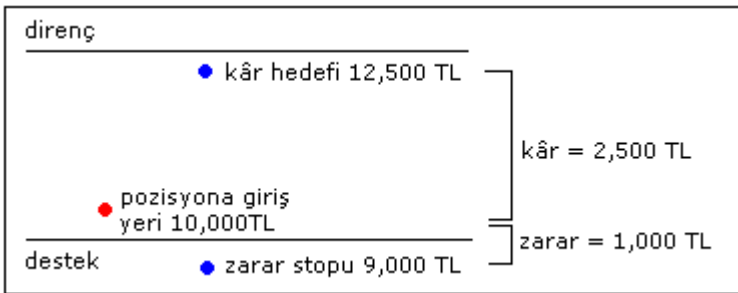 direnç
kâr hedefi 12,500 TL
kâr = 2,500 TL
pozisyona giriş
yeri 10,000TL
zarar = 1,000 TL
destek
zarar stopu 9,000 TL